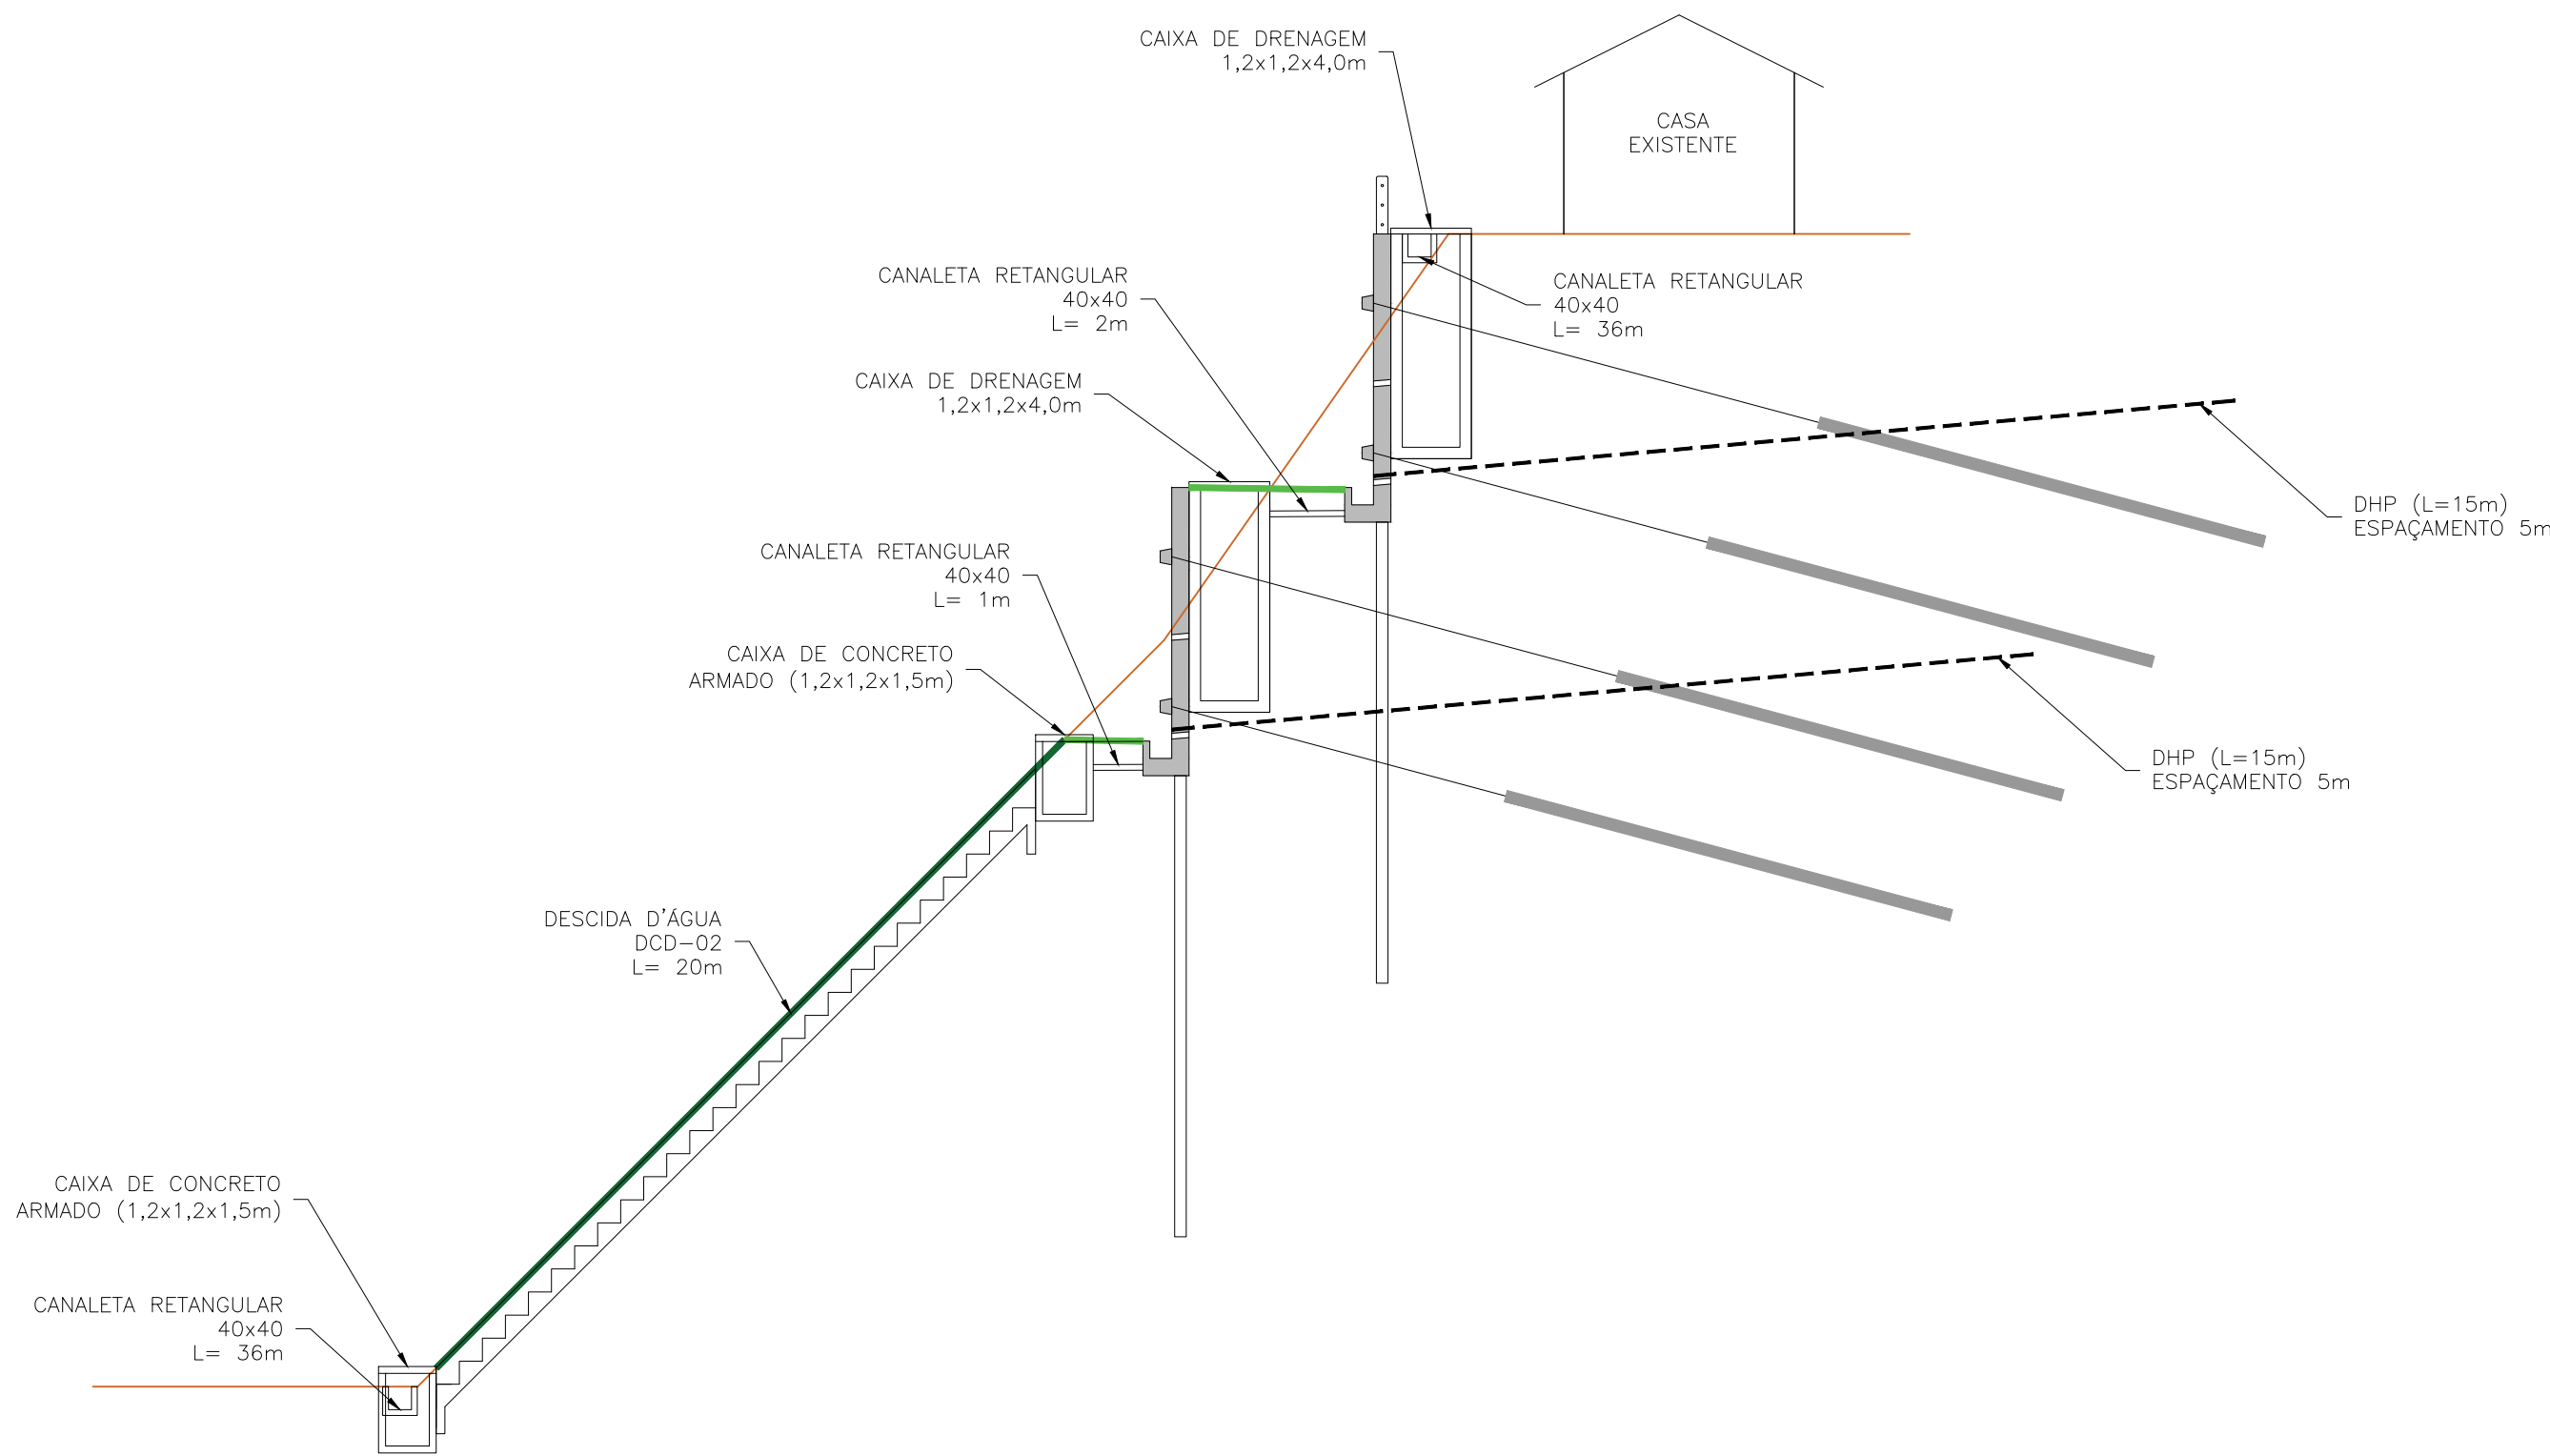 CAIXA DE DRENAGEM
1,2x1,2x4,0m
CASA
EXISTENTE
CANALETA RETANGULAR
40x40
L= 2m
CANALETA RETANGULAR
40x40
L= 36m
CAIXA DE DRENAGEM
1,2x1,2x4,0m
DHP (L=15m)
ESPAÇAMENTO 5m
CANALETA RETANGULAR
40x40
L= 1m
CAIXA DE CONCRETO
ARMADO (1,2x1,2x1,5m)
DHP (L=15m)
ESPAÇAMENTO 5m
DESCIDA D'ÁGUA
DCD-02
L= 20m
CAIXA DE CONCRETO
ARMADO (1,2x1,2x1,5m)
CANALETA RETANGULAR
40x40
L= 36m